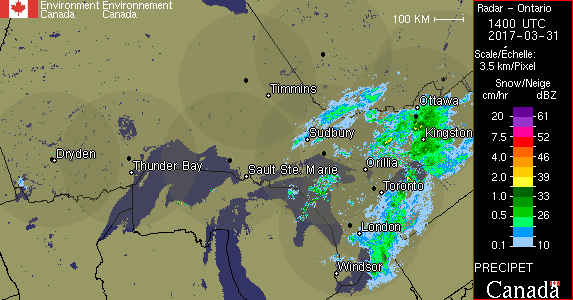 Environment Environnement
Canada Canada
100 KM
Timmins
Ottawa
Sudbury
Kingston
Dryden
Thunder Bay
Sault Ste. Marie
Orillia
Toronto
London
Windsor
Radar - Ontario
1400 UTC
2017-03-31
Scale/Échelle:
3.5 km/Pixel
Snow/Neige
cm/hr dBZ
20 61
7.5 52
4.0 46
2.0 39
1.0 33
0.5 26
0.1 10
PRECIPET
Canada